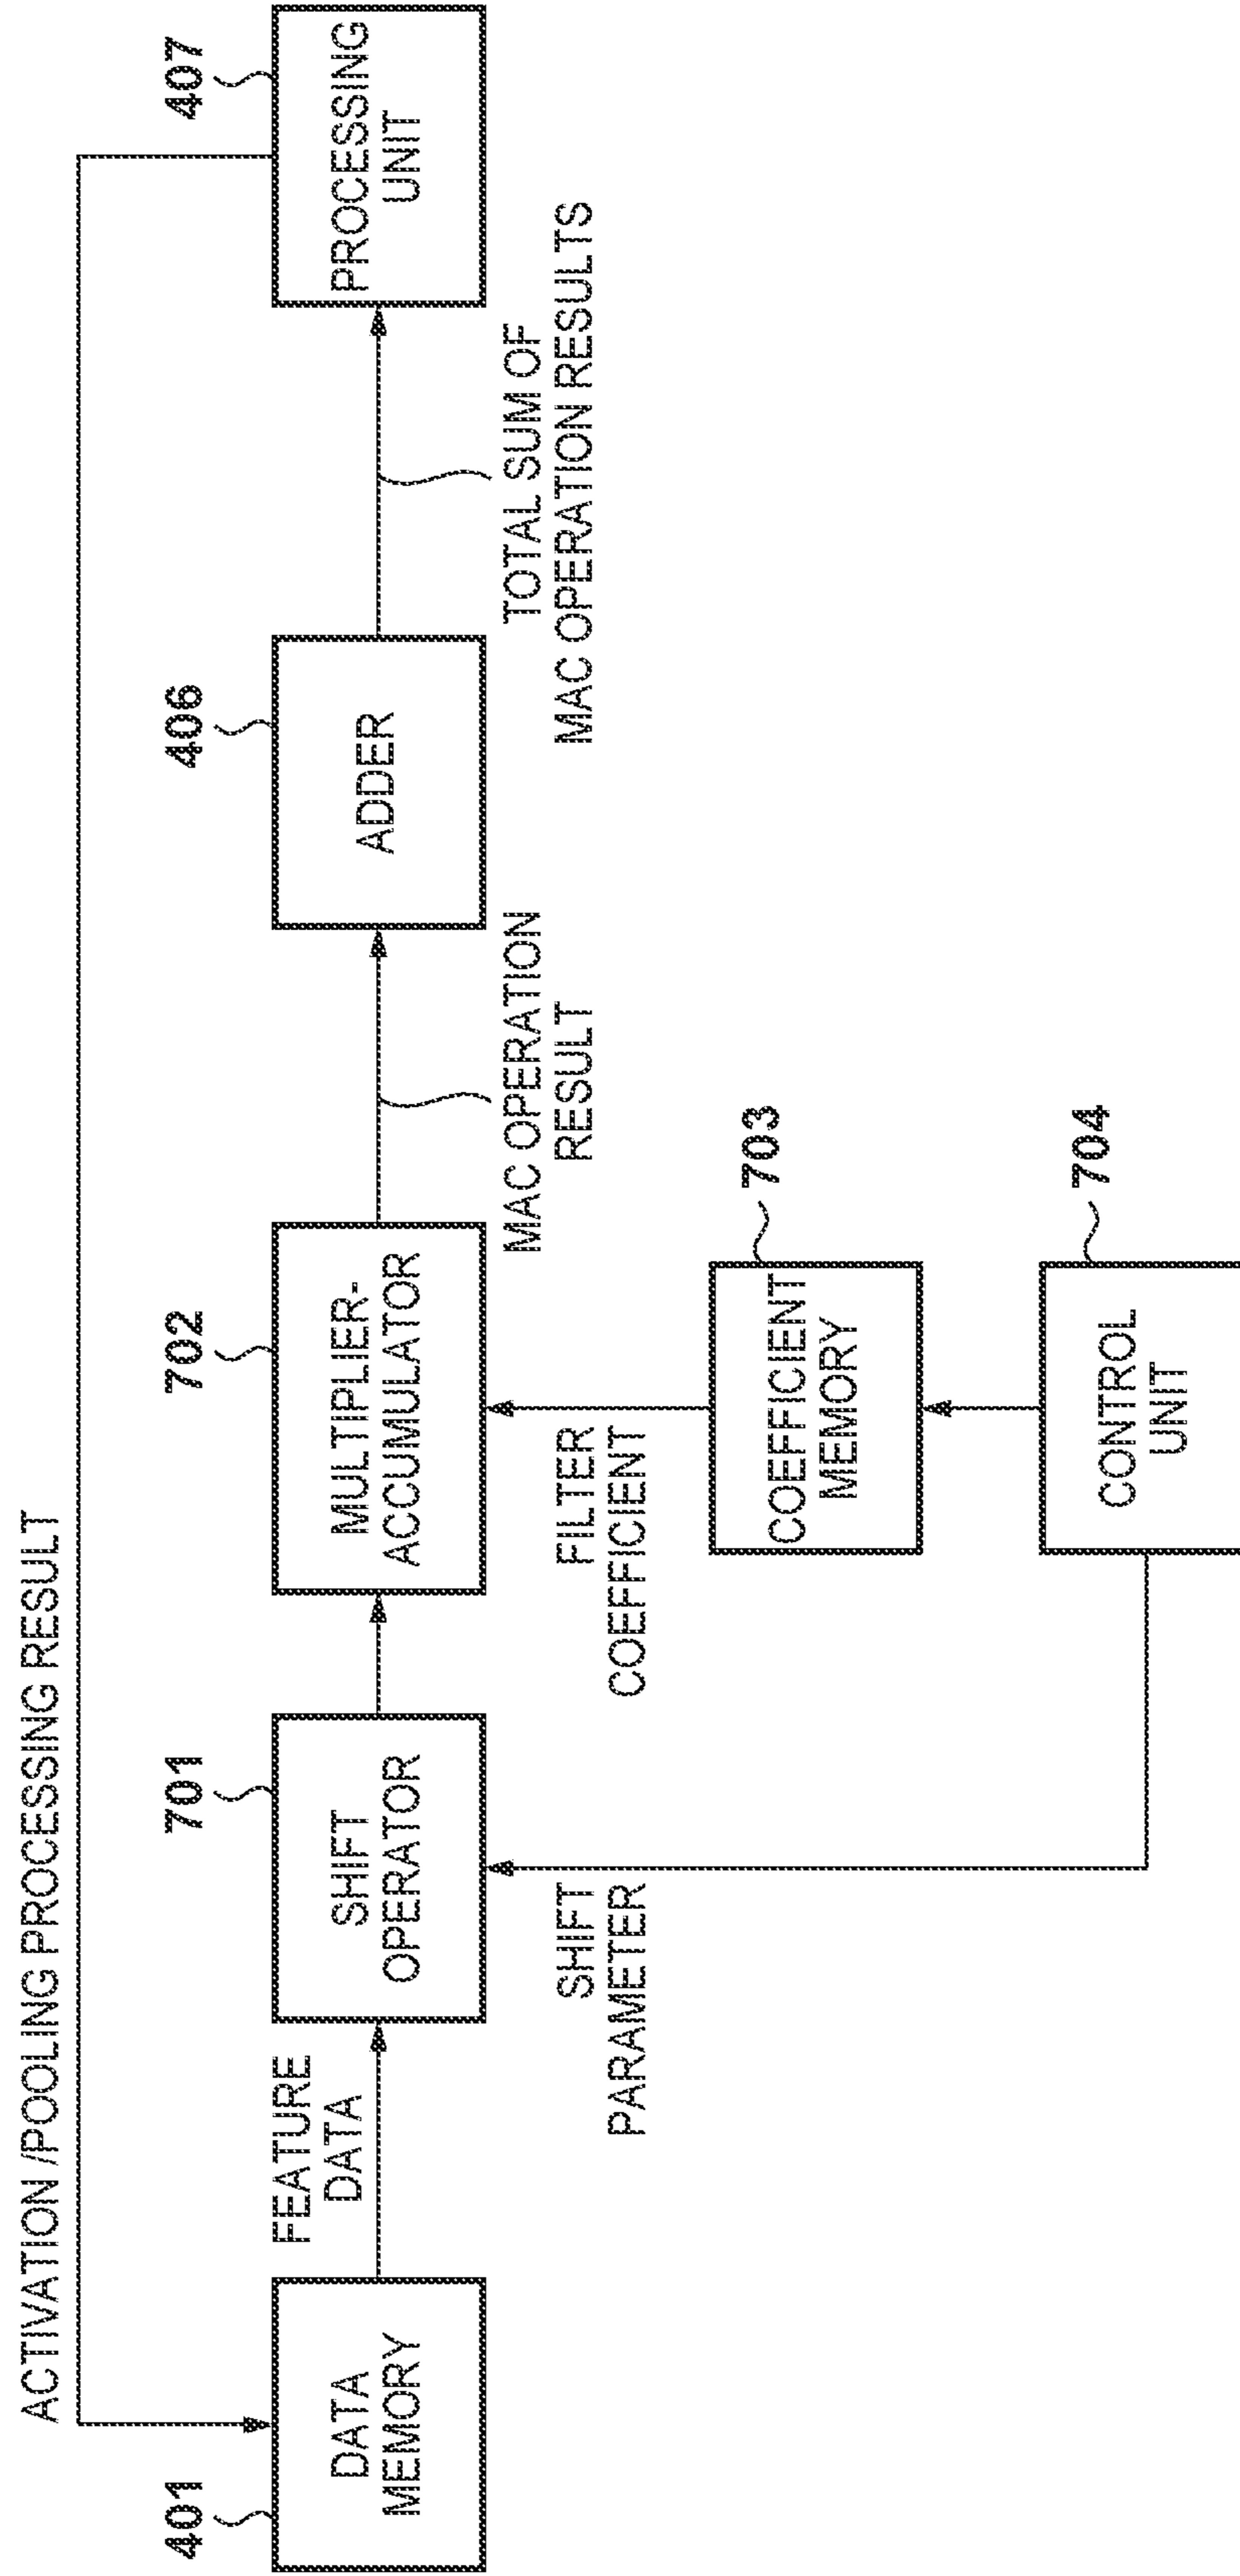 ACTIVATION /POOLING PROCESSING RESULT
401
701
702
406
407
DATA
MEMORY
FEATURE
DATA
SHIFT
OPERATOR
MULTIPLIER-
ACCUMULATOR
ADDER
PROCESSING
UNIT
MAC OPERATION
RESULT
TOTAL SUM OF
MAC OPERATION RESULTS
SHIFT
PARAMETER
FILTER
COEFFICIENT
703
COEFFICIENT
MEMORY
704
CONTROL
UNIT